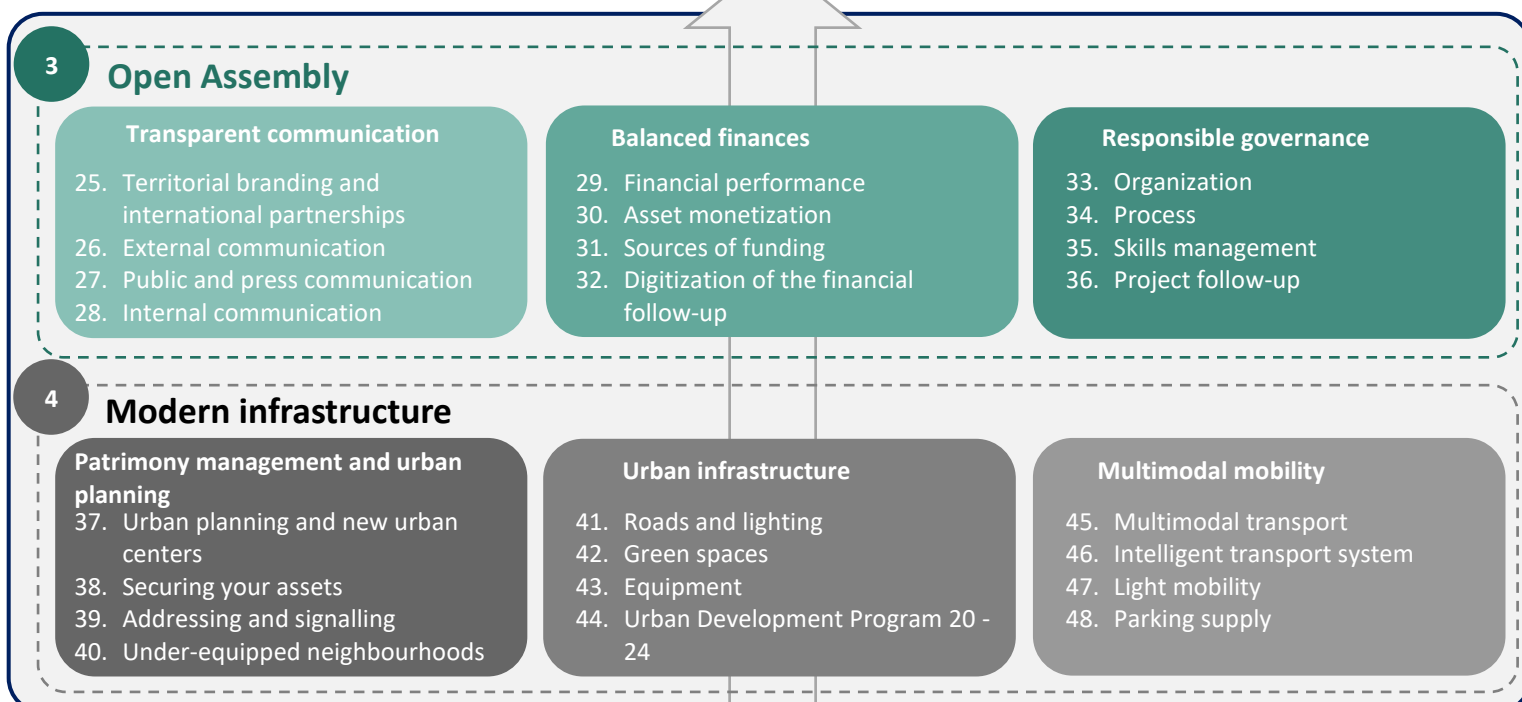 3
Open Assembly
Transparent communication
25. Territorial branding and
international partnerships
26. External communication
27. Public and press communication
28. Internal communication
Balanced finances
29. Financial performance
30. Asset monetization
31. Sources of funding
32. Digitization of the financial
follow-up
Responsible governance
33. Organization
34. Process
35. Skills management
36. Project follow-up
4
Modern infrastructure
Patrimony management and urban
planning
37. Urban planning and new urban
centers
38. Securing your assets
39. Addressing and signalling
40. Under-equipped neighbourhoods
Urban infrastructure
41. Roads and lighting
42. Green spaces
43. Equipment
44. Urban Development Program 20 -
24
Multimodal mobility
45. Multimodal transport
46. Intelligent transport system
47. Light mobility
48. Parking supply